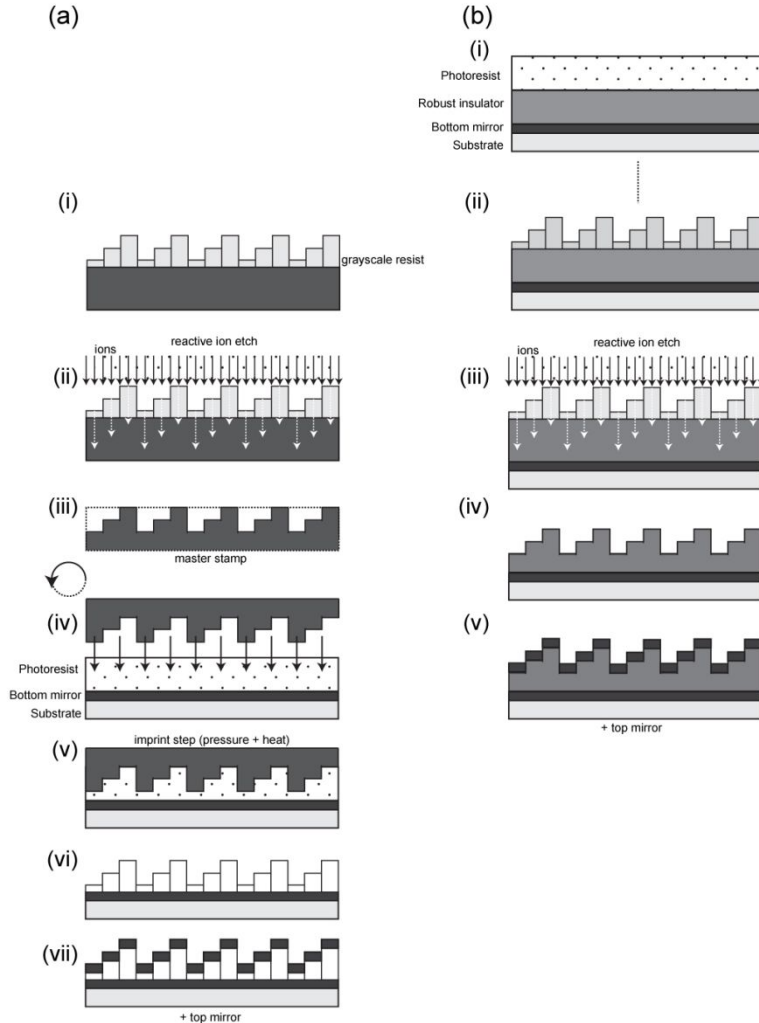 (a)
(i)
grayscale resist
reactive ion etch
ions
(ii)
(iii)
master stamp
(iv)
Photoresist
Bottom mirror
Substrate
imprint step (pressure + heat)
(v)
(vi)
(vii)
+ top mirror
(b)
(i)
Photoresist
Robust insulator
Bottom mirror
Substrate
(ii)
reactive ion etch
ions
(iii)
(iv)
(v)
+ top mirror